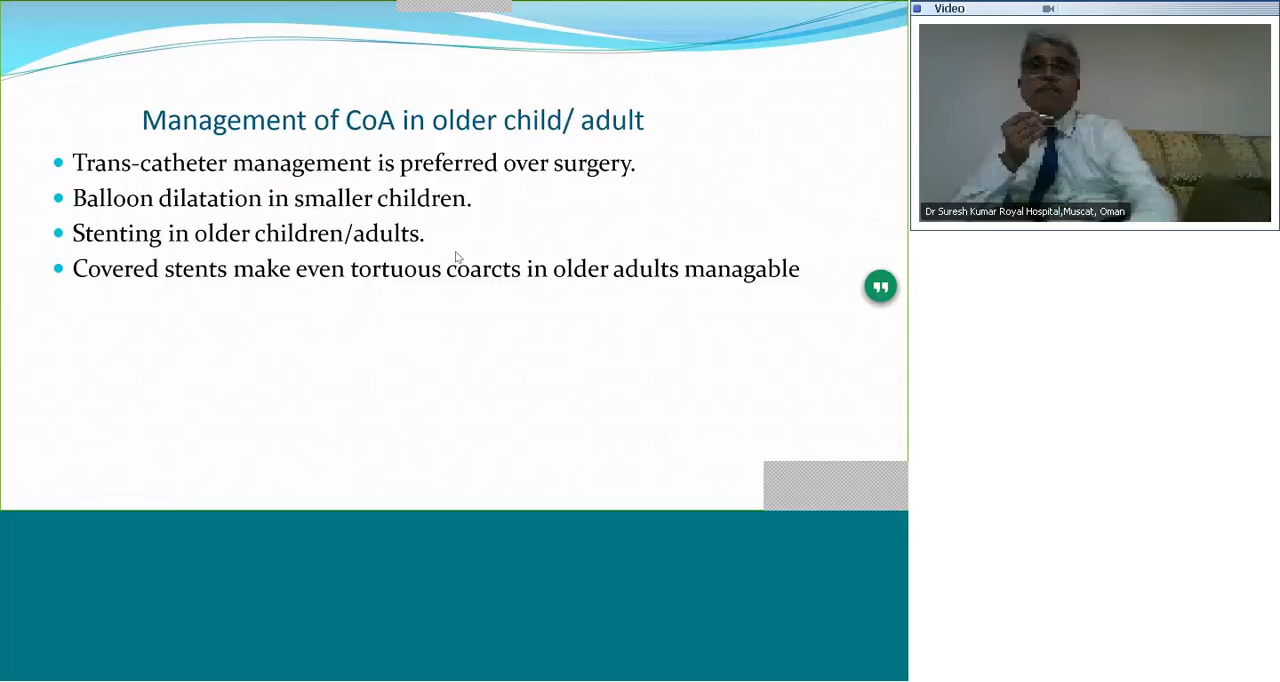 Management of CoA in older child/ adult
• Trans-catheter management is preferred over surgery.
• Balloon dilatation in smaller children.
• Stenting in older children/adults.
• Covered stents make even tortuous coarcts in older adults managable
Video
Dr Suresh Kumar Royal Hospital,Muscat, Oman